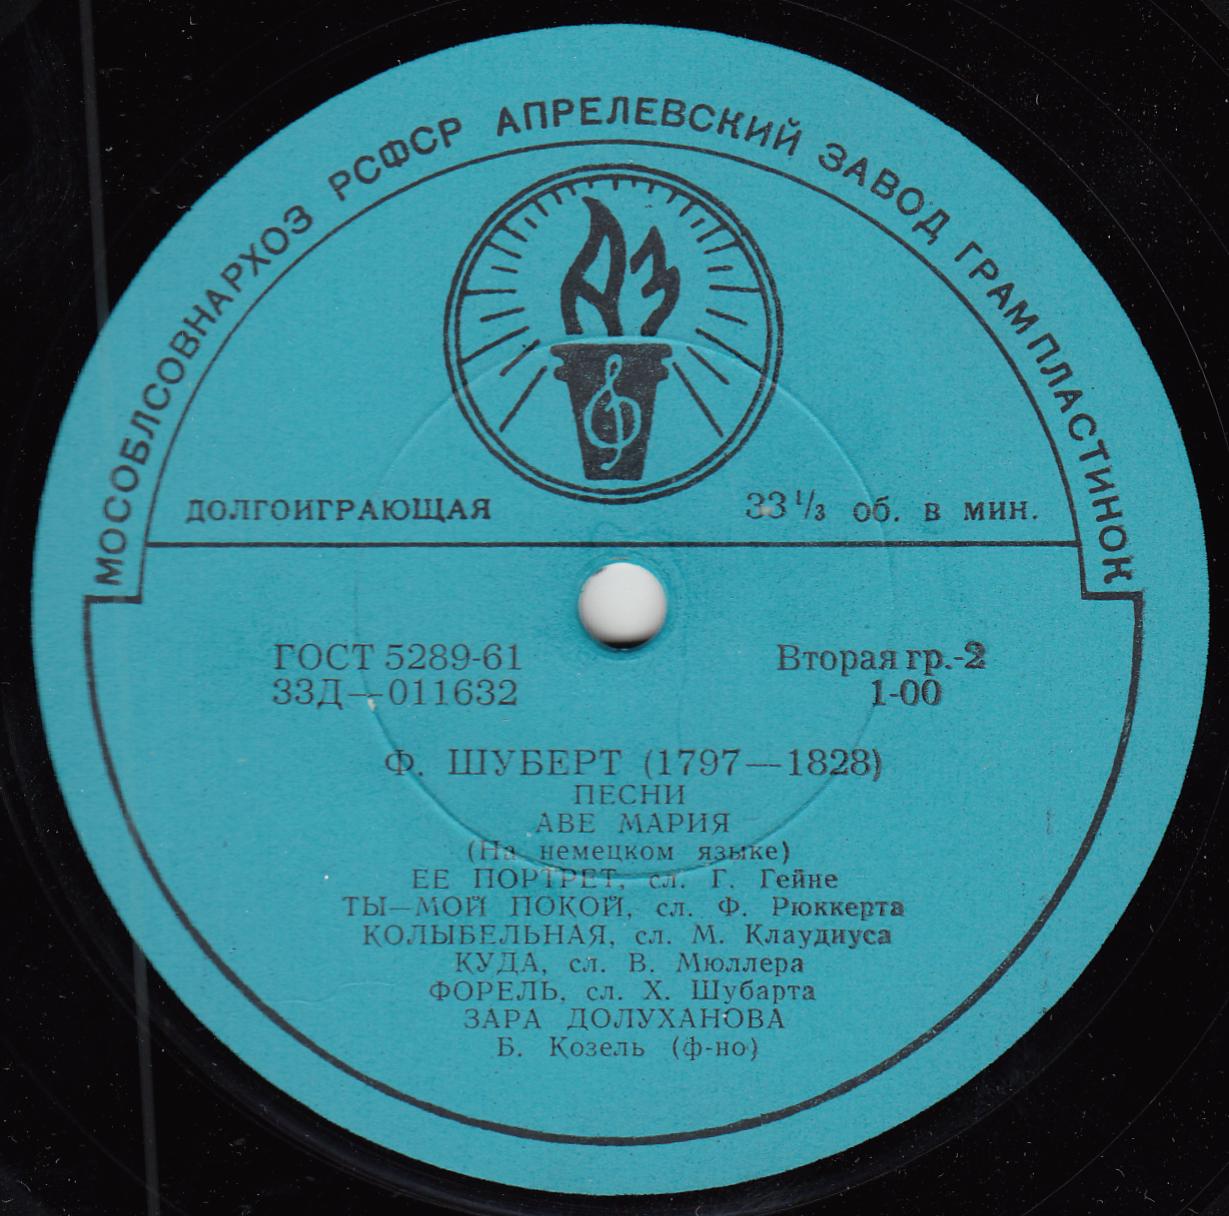 МОСОБЛСОВНАРХОЗ РСФСР АПРЕЛЕВСКИЙ ЗАВОД ГРАМПЛАСТИНОК
АЗ
ДОЛГОИГРАЮЩАЯ 33 1/3 об. в мин.
ГОСТ 5289-61 Вторая гр.-2
33Д—011632 1-00
Ф. ШУБЕРТ (1797—1828)
ПЕСНИ
АВЕ МАРИЯ
(На немецком языке)
ЕЕ ПОРТРЕТ, сл. Г. Гейне
ТЫ—МОЙ ПОКОЙ, сл. Ф. Рюккерта
КОЛЫБЕЛЬНАЯ, сл. М. Клаудиуса
КУДА, сл. В. Мюллера
ФОРЕЛЬ, сл. Х. Шубарта
ЗАРА ДОЛУХАНОВА
Б. Козель (ф-но)